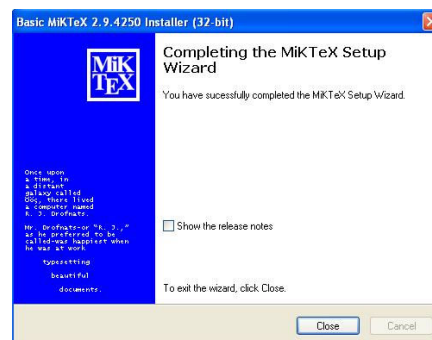 Basic MiKTeX 2.9.4250 Installer (32-bit)
MiK
TEX
Completing the MiKTeX Setup
Wizard
You have sucessfully completed the MiKTeX Setup Wizard.
Once upon
a time, in
a distant
galaxy called
Ööç, there lived
a computer named
R. J. Drofnats.
Mr. Drofnats-or "R. J.,"
as he preferred to be
called-was happiest when
he was at work
typesetting
beautiful
documents.
Show the release notes
To exit the wizard, click Close.
Close
Cancel